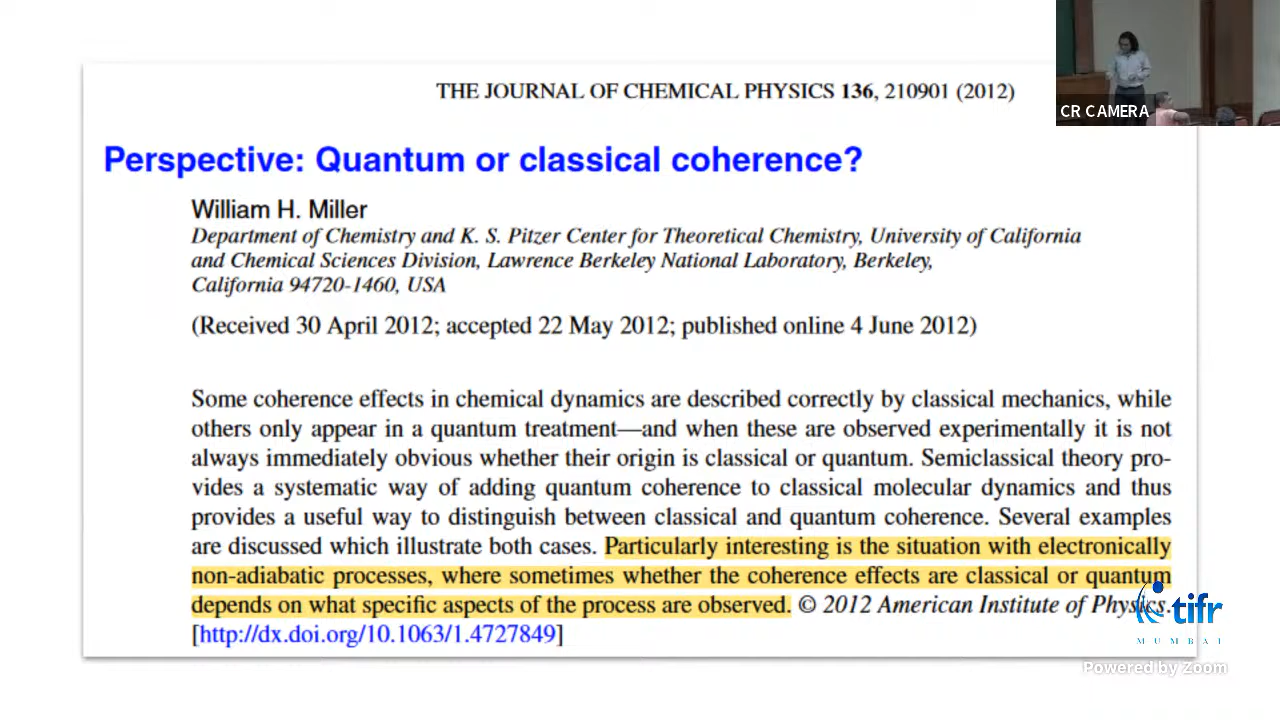 THE JOURNAL OF CHEMICAL PHYSICS 136, 210901 (2012)
CR CAMERA
Perspective: Quantum or classical coherence?
William H. Miller
Department of Chemistry and K. S. Pitzer Center for Theoretical Chemistry, University of California
and Chemical Sciences Division, Lawrence Berkeley National Laboratory, Berkeley,
California 94720-1460, USA
(Received 30 April 2012; accepted 22 May 2012; published online 4 June 2012)
Some coherence effects in chemical dynamics are described correctly by classical mechanics, while
others only appear in a quantum treatment—and when these are observed experimentally it is not
always immediately obvious whether their origin is classical or quantum. Semiclassical theory pro-
vides a systematic way of adding quantum coherence to classical molecular dynamics and thus
provides a useful way to distinguish between classical and quantum coherence. Several examples
are discussed which illustrate both cases. Particularly interesting is the situation with electronically
non-adiabatic processes, where sometimes whether the coherence effects are classical or quantum
depends on what specific aspects of the process are observed. © 2012 American Institute of Physics.
[http://dx.doi.org/10.1063/1.4727849]
tifr
MUMBAI
Powered by Zoom